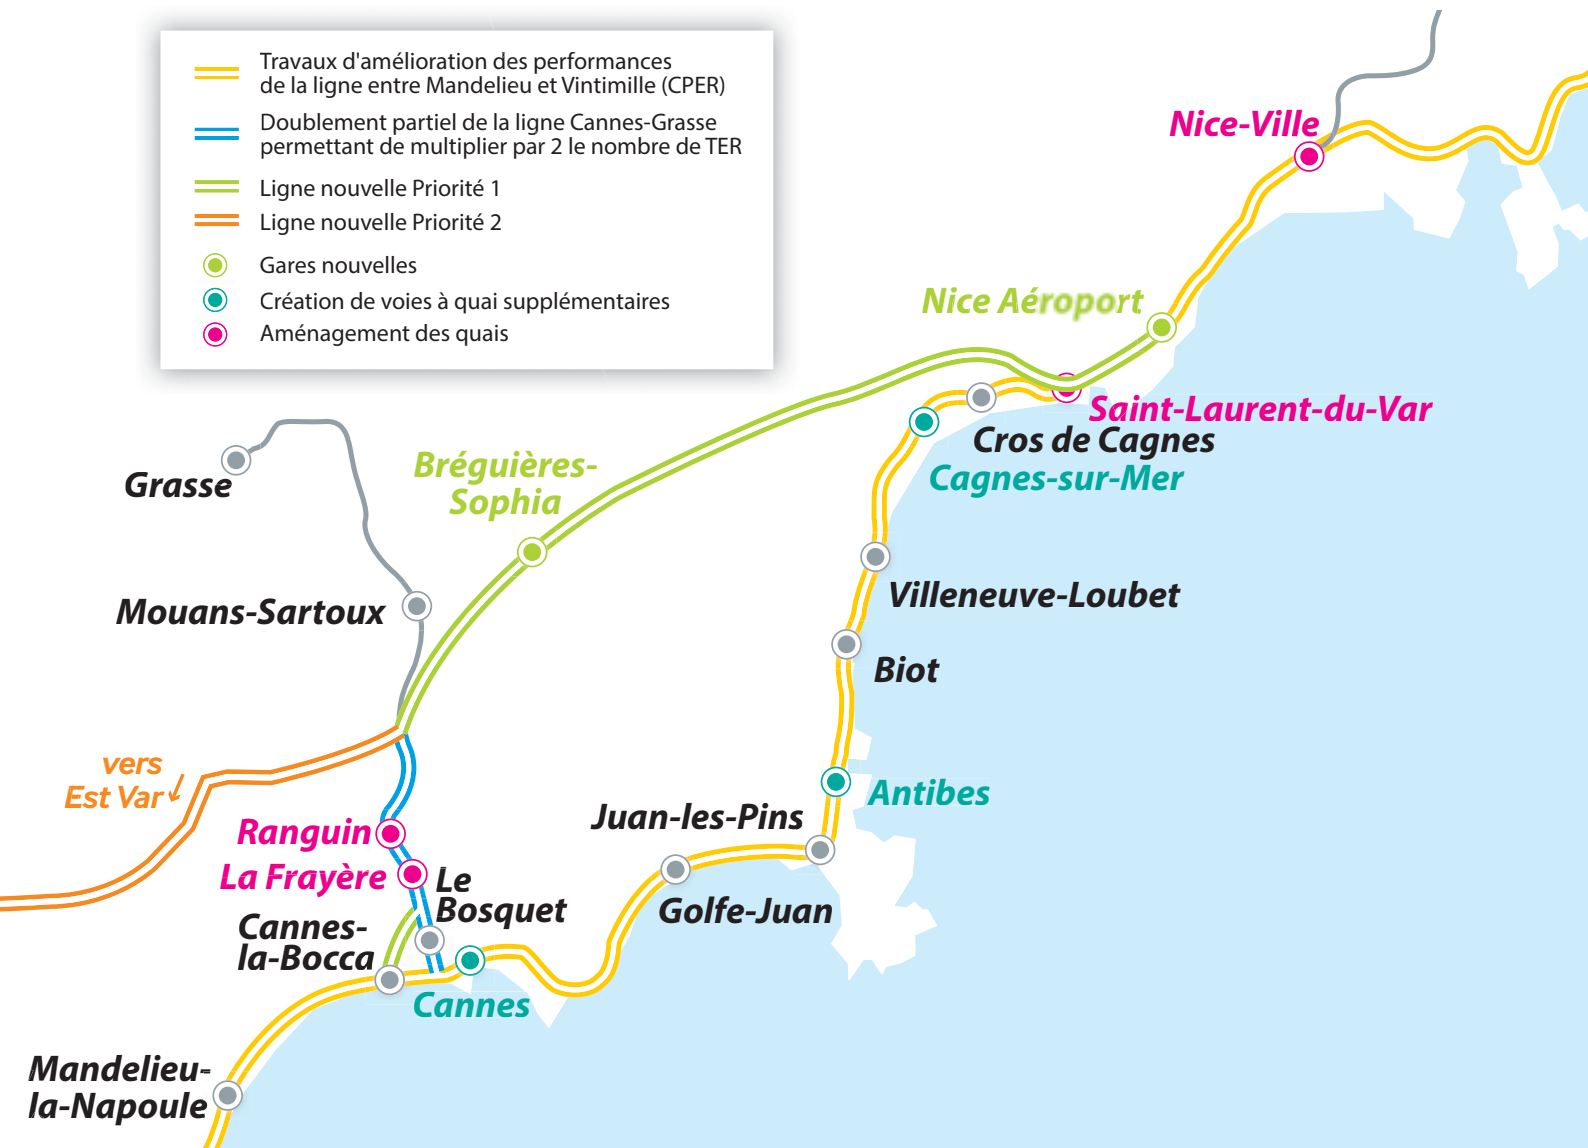 Travaux d'amélioration des performances
de la ligne entre Mandelieu et Vintimille (CPER)
Doublement partiel de la ligne Cannes-Grasse
permettant de multiplier par 2 le nombre de TER
Ligne nouvelle Priorité 1
Ligne nouvelle Priorité 2
Gares nouvelles
Création de voies à quai supplémentaires
Aménagement des quais
Nice-Ville
Nice Aéroport
Saint-Laurent-du-Var
Cros de Cagnes
Cagnes-sur-Mer
Grasse
Bréguières-
Sophia
Mouans-Sartoux
Villeneuve-Loubet
Biot
vers
Est Var
Antibes
Juan-les-Pins
Ranguin
La Frayère
Le
Bosquet
Golfe-Juan
Cannes-
la-Bocca
Cannes
Mandelieu-
la-Napoule